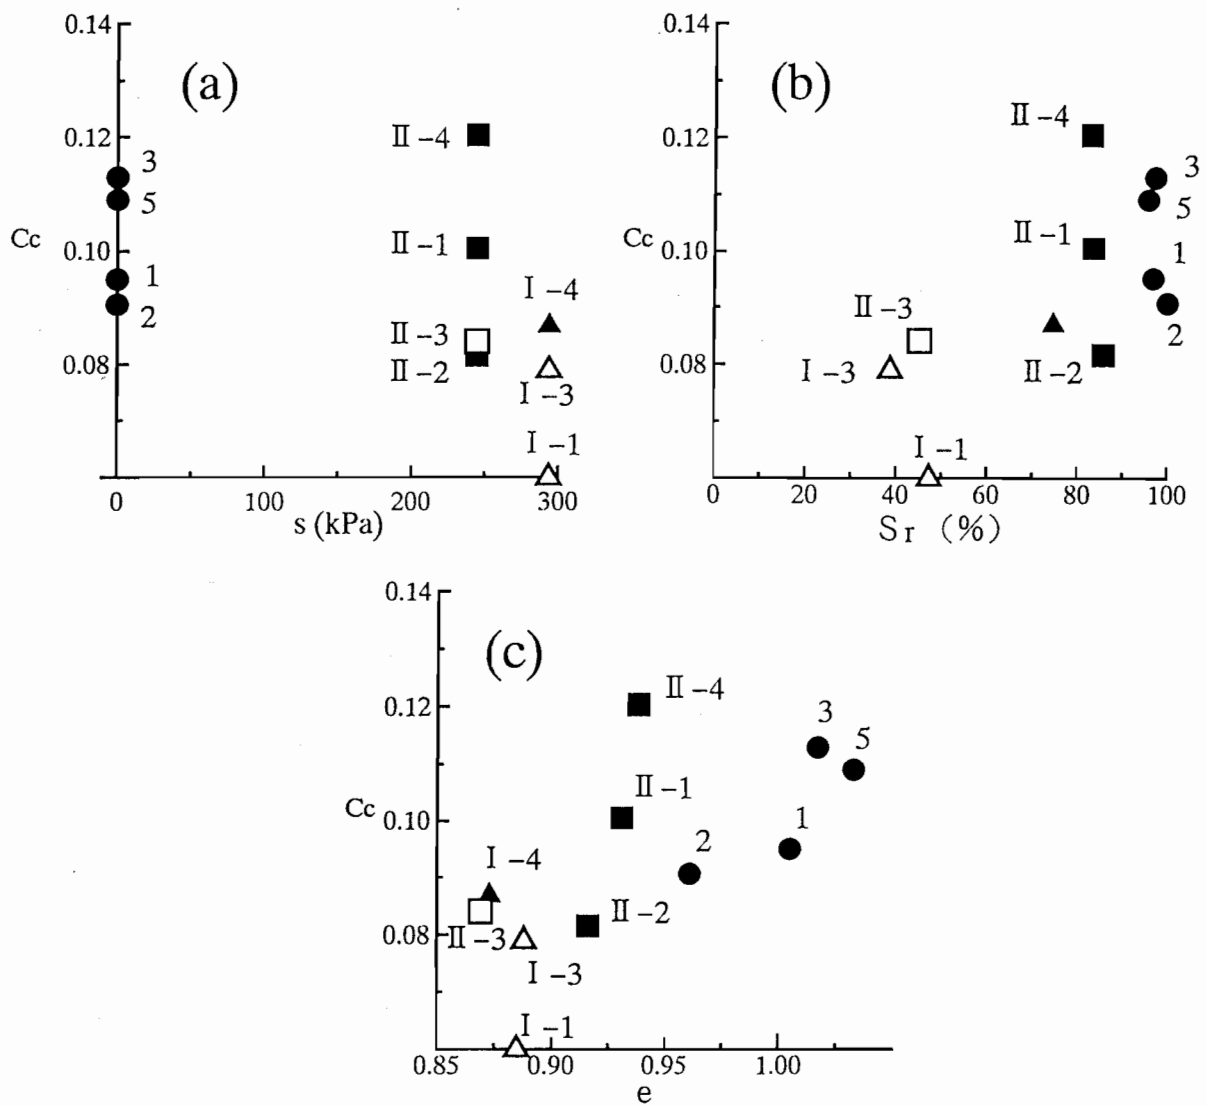 (a)
0.14
0.12
0.10
0.08
Cc
3
5
1
2
II-4
II-1
I-4
II-3
II-2
I-3
I-1
0 100 200 300
s (kPa)
(b)
0.14
0.12
0.10
0.08
Cc
II-4
3
5
II-1
1
II-3
2
I-3
II-2
I-1
0 20 40 60 80 100
Sr (%)
(c)
0.14
0.12
0.10
0.08
Cc
II-4
3
5
II-1
1
2
I-4
II-2
II-3
I-3
I-1
0.85 0.90 0.95 1.00
e